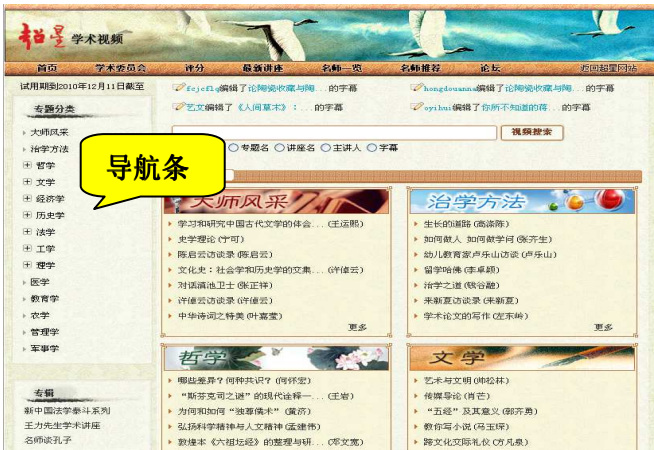 超星 学术视频
首页 学术委员会 评分 最新讲座 名师一览 名师推荐 论坛 返回超星网站
试用期到2010年12月11日截至
fcjcflq编辑了论陶瓷收藏与陶...的字幕
hongdouanna编辑了论陶瓷收藏与...的字幕
艺文编辑了《人间草木》：...的字幕
oyihui编辑了你所不知道的蒋...的字幕
专题分类
大师风采
治学方法
哲学
文学
经济学
历史学
法学
工学
理学
医学
教育学
农学
管理学
军事学
专辑
新中国法学泰斗系列
王力先生学术讲座
名师谈孔子
导航条
视频搜索
专题名 讲座名 主讲人 字幕
大师风采
学习和研究中国古代文学的体会...(王运熙)
史学理论(宁可)
陈启云访谈录(陈启云)
文化史：社会学和历史学的交集...(许倬云)
对话滇池卫士(张正祥)
许倬云访谈录(许倬云)
中华诗词之特美(叶嘉莹)
更多
治学方法
生长的道路(高涤陈)
如何做人 如何做学问(张齐生)
幼儿教育家卢乐山访谈(卢乐山)
留学哈佛(李卓颖)
治学之道(钱谷融)
来新夏访谈录(来新夏)
学术论文的写作(左东岭)
更多
哲学
哪些差异？何种共识？(何怀宏)
“斯芬克司之谜”的现代诠释一...(王岩)
为何和如何“独尊儒术”(黄济)
弘扬科学精神与人文精神(孟建伟)
敦煌本《六祖坛经》的整理与研...(邓文宽)
文学
艺术与文明(帅松林)
传媒导论(肖芒)
“五经”及其意义(郭齐勇)
教你写小说(马玉琛)
跨文化交际礼仪(方凡泉)